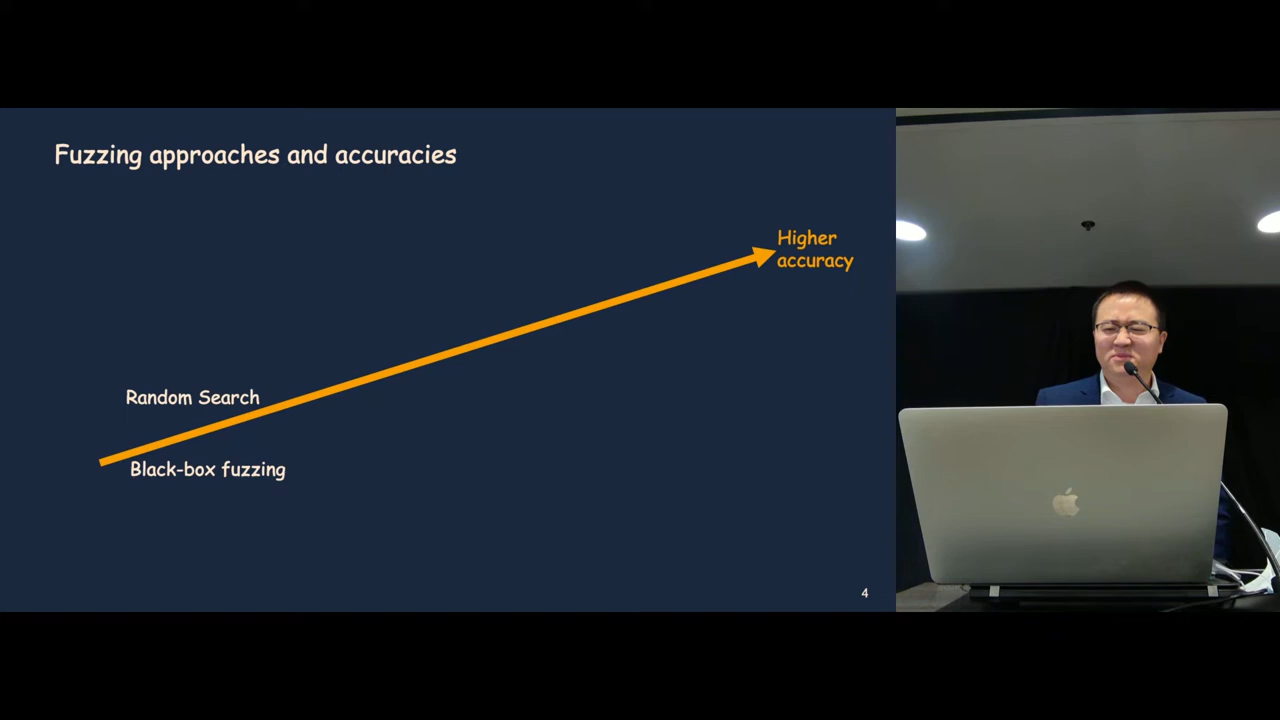 Fuzzing approaches and accuracies
Higher
accuracy
Random Search
Black-box fuzzing
4